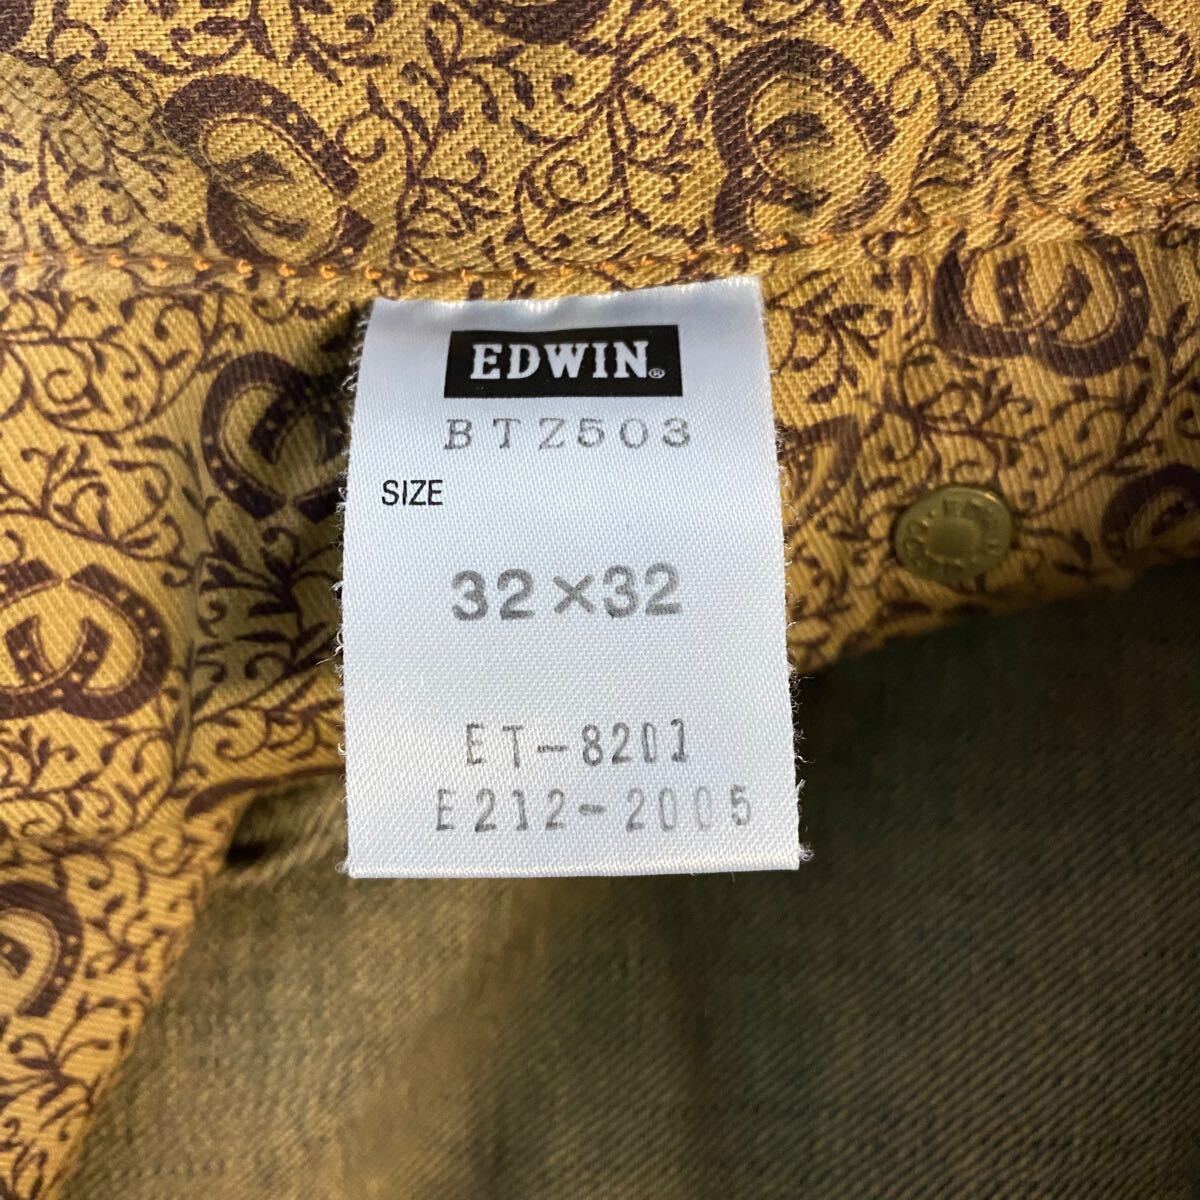 EDWIN®
BTZ503
SIZE
32×32
ET-8201
E212-2005